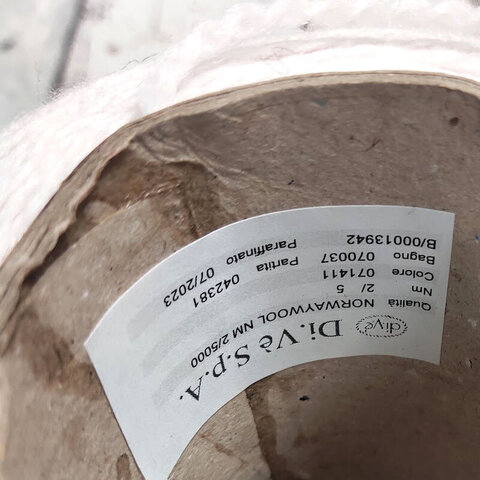 divé
Di.Vè S.p.A.
Qualità NORWAYWOOL NM 2/5000
Nm 2/ 5
Colore 071411 Partita 042381
Bagno 070037 Paraffinato 07/2023
B/00013942